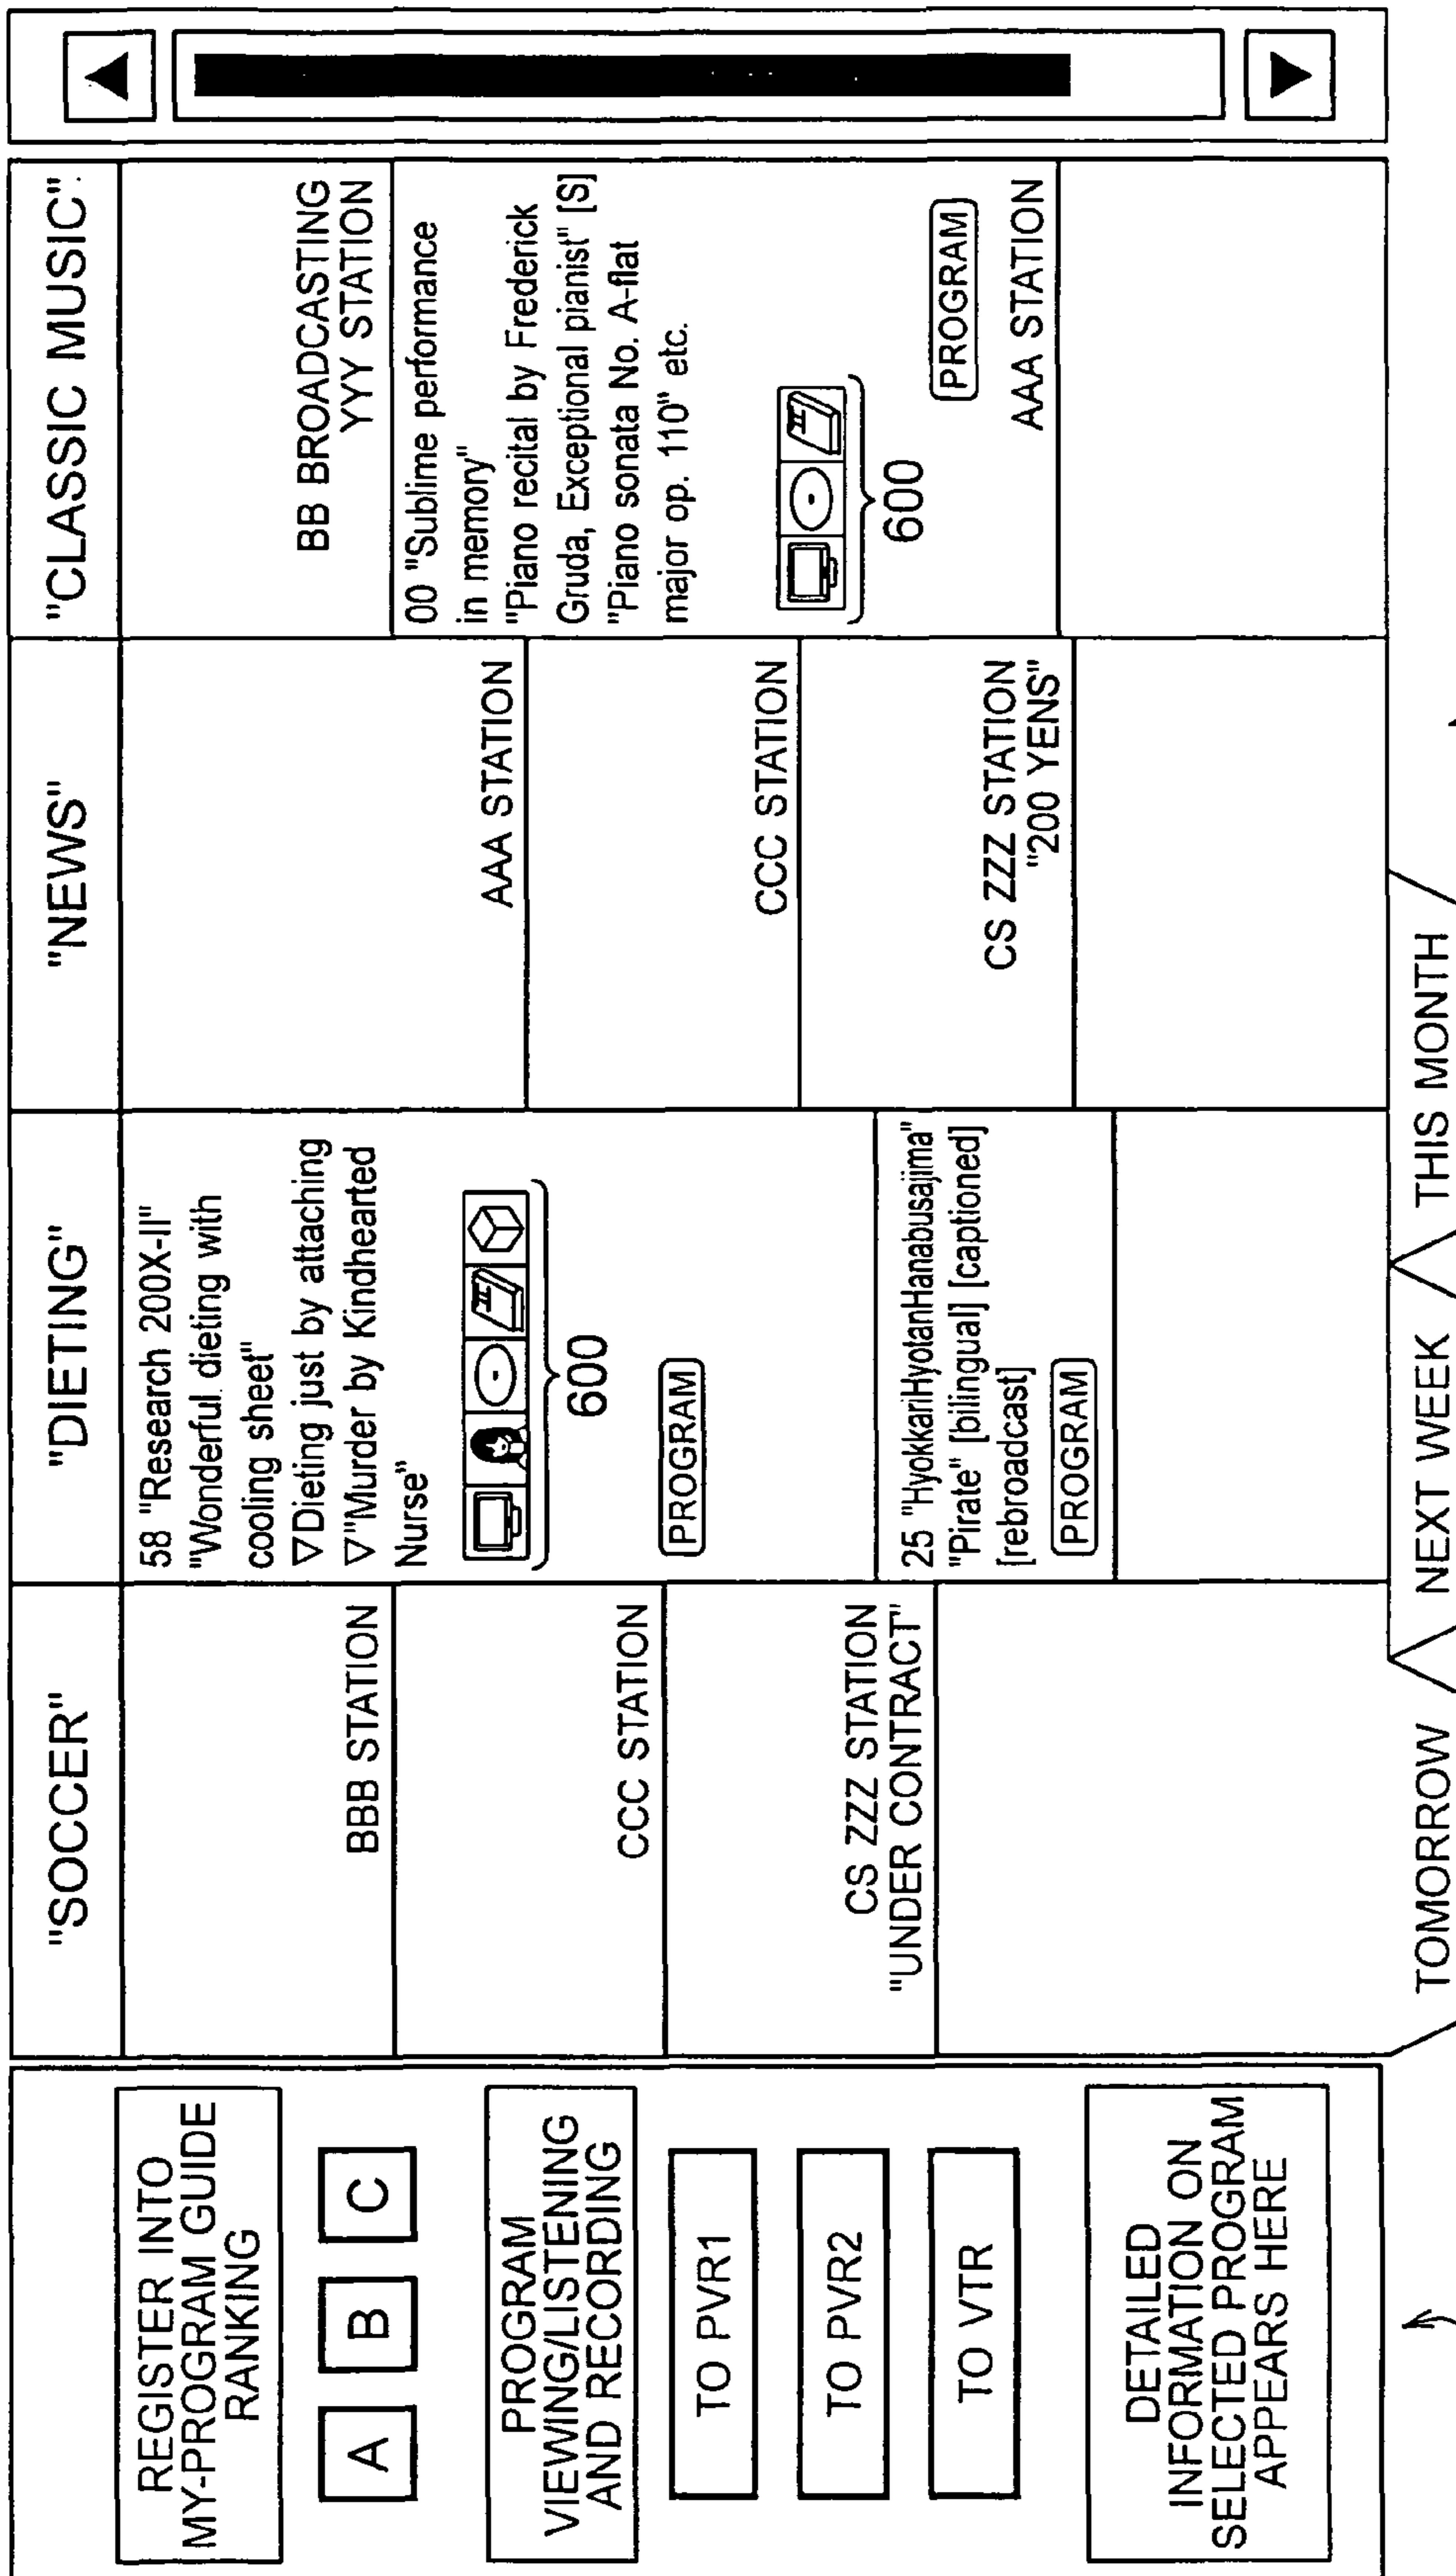 REGISTER INTO
MY-PROGRAM GUIDE
RANKING
A B C
PROGRAM
VIEWING/LISTENING
AND RECORDING
TO PVR1
TO PVR2
TO VTR
DETAILED
INFORMATION ON
SELECTED PROGRAM
APPEARS HERE
"SOCCER"
BBB STATION
CCC STATION
CS ZZZ STATION
"UNDER CONTRACT"
"DIETING"
58 "Research 200X-II"
"Wonderful dieting with
cooling sheet"
▽Dieting just by attaching
▽"Murder by Kindhearted
Nurse"
600
PROGRAM
25 "HyokkariHyotanHanabusajima"
"Pirate" [bilingual] [captioned]
[rebroadcast]
PROGRAM
"NEWS"
AAA STATION
CCC STATION
CS ZZZ STATION
"200 YENS"
"CLASSIC MUSIC"
BB BROADCASTING
YYY STATION
00 "Sublime performance
in memory"
"Piano recital by Frederick
Gruda, Exceptional pianist" [S]
"Piano sonata No. A-flat
major op. 110" etc.
600
PROGRAM
AAA STATION
TOMORROW
NEXT WEEK
THIS MONTH